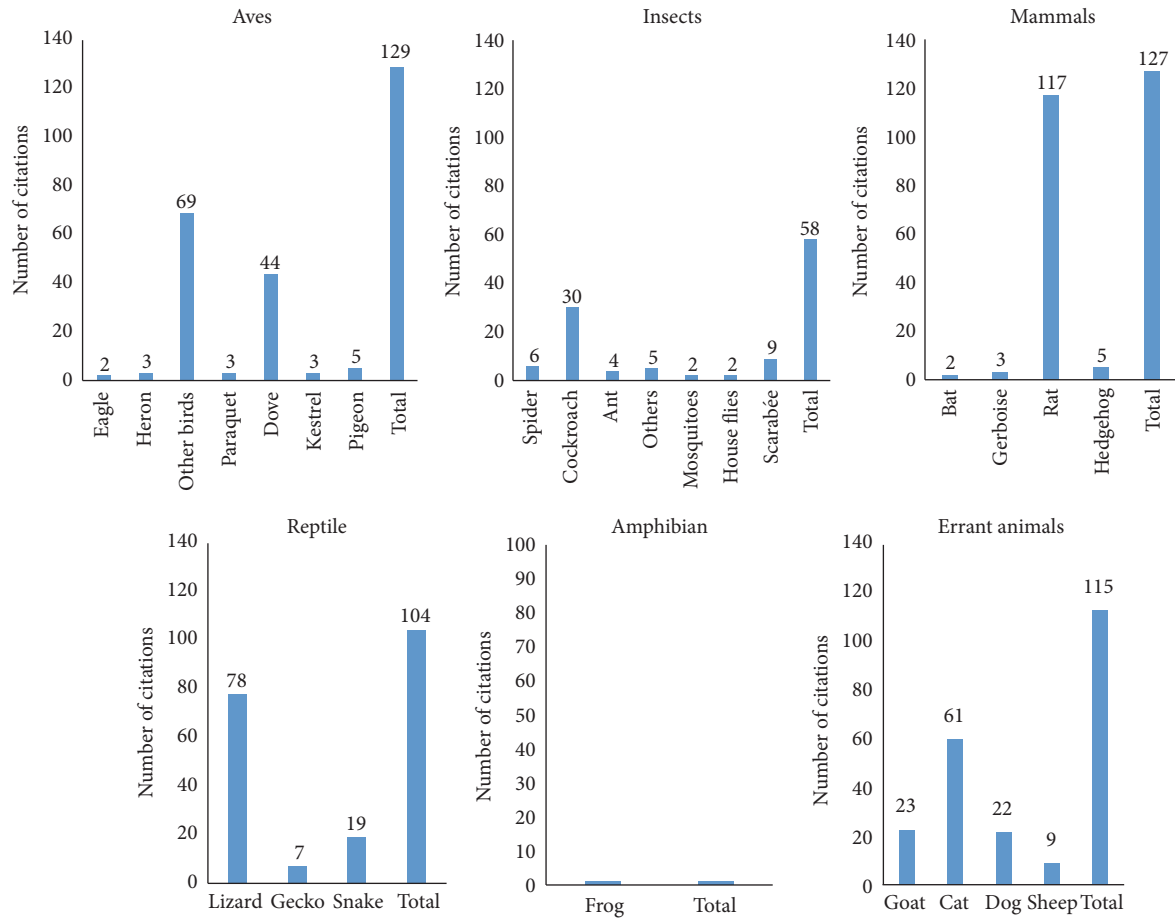 Aves
Number of citations
140
120
100
80
60
40
20
0
2
3
69
3
44
3
5
129
Eagle
Heron
Other birds
Paraquet
Dove
Kestrel
Pigeon
Total
Insects
Number of citations
140
120
100
80
60
40
20
0
6
30
4
5
2
2
9
58
Spider
Cockroach
Ant
Others
Mosquitoes
House flies
Scarabée
Total
Mammals
Number of citations
140
120
100
80
60
40
20
0
2
3
117
5
127
Bat
Gerboise
Rat
Hedgehog
Total
Reptile
Number of citations
140
120
100
80
60
40
20
0
78
7
19
104
Lizard Gecko Snake Total
Amphibian
Number of citations
100
90
80
70
60
50
40
30
20
10
0
Frog Total
Errant animals
Number of citations
140
120
100
80
60
40
20
0
23
61
22
9
115
Goat Cat Dog Sheep Total